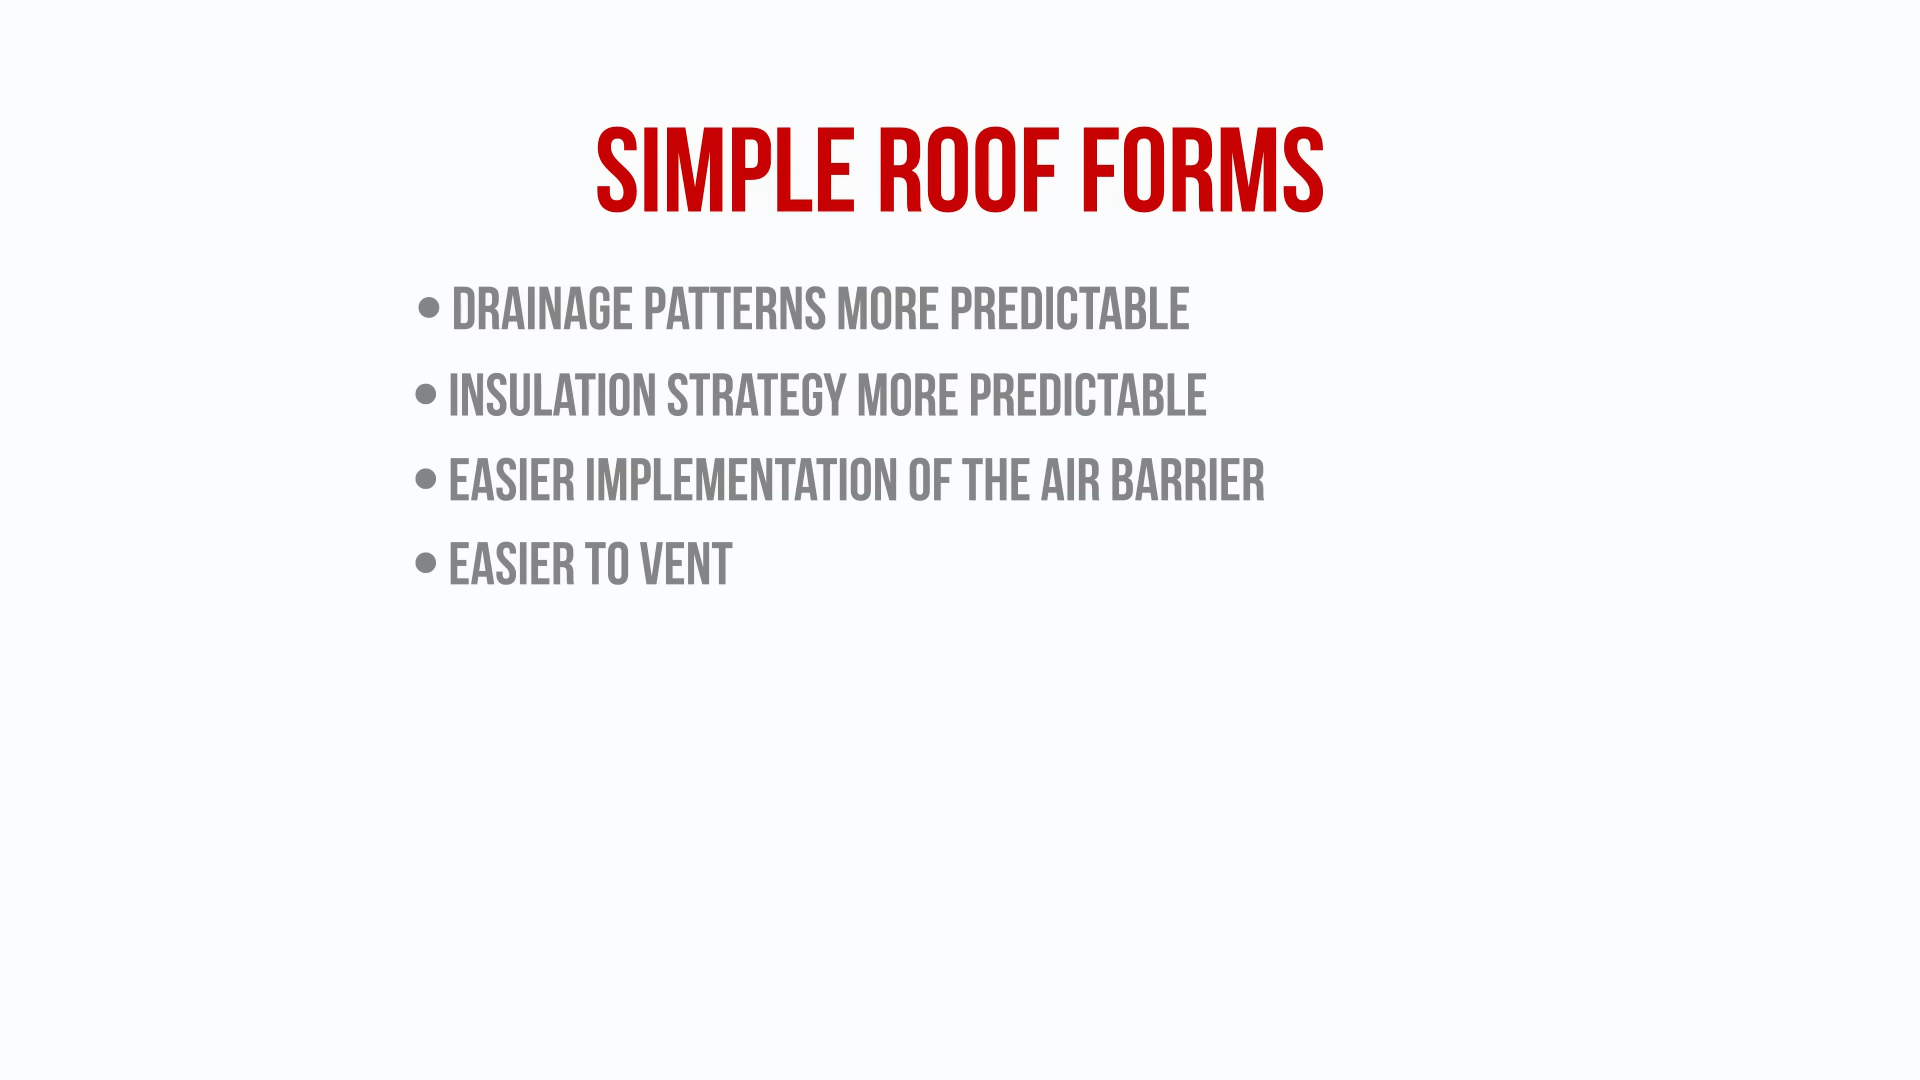 SIMPLE ROOF FORMS
• DRAINAGE PATTERNS MORE PREDICTABLE
• INSULATION STRATEGY MORE PREDICTABLE
• EASIER IMPLEMENTATION OF THE AIR BARRIER
• EASIER TO VENT